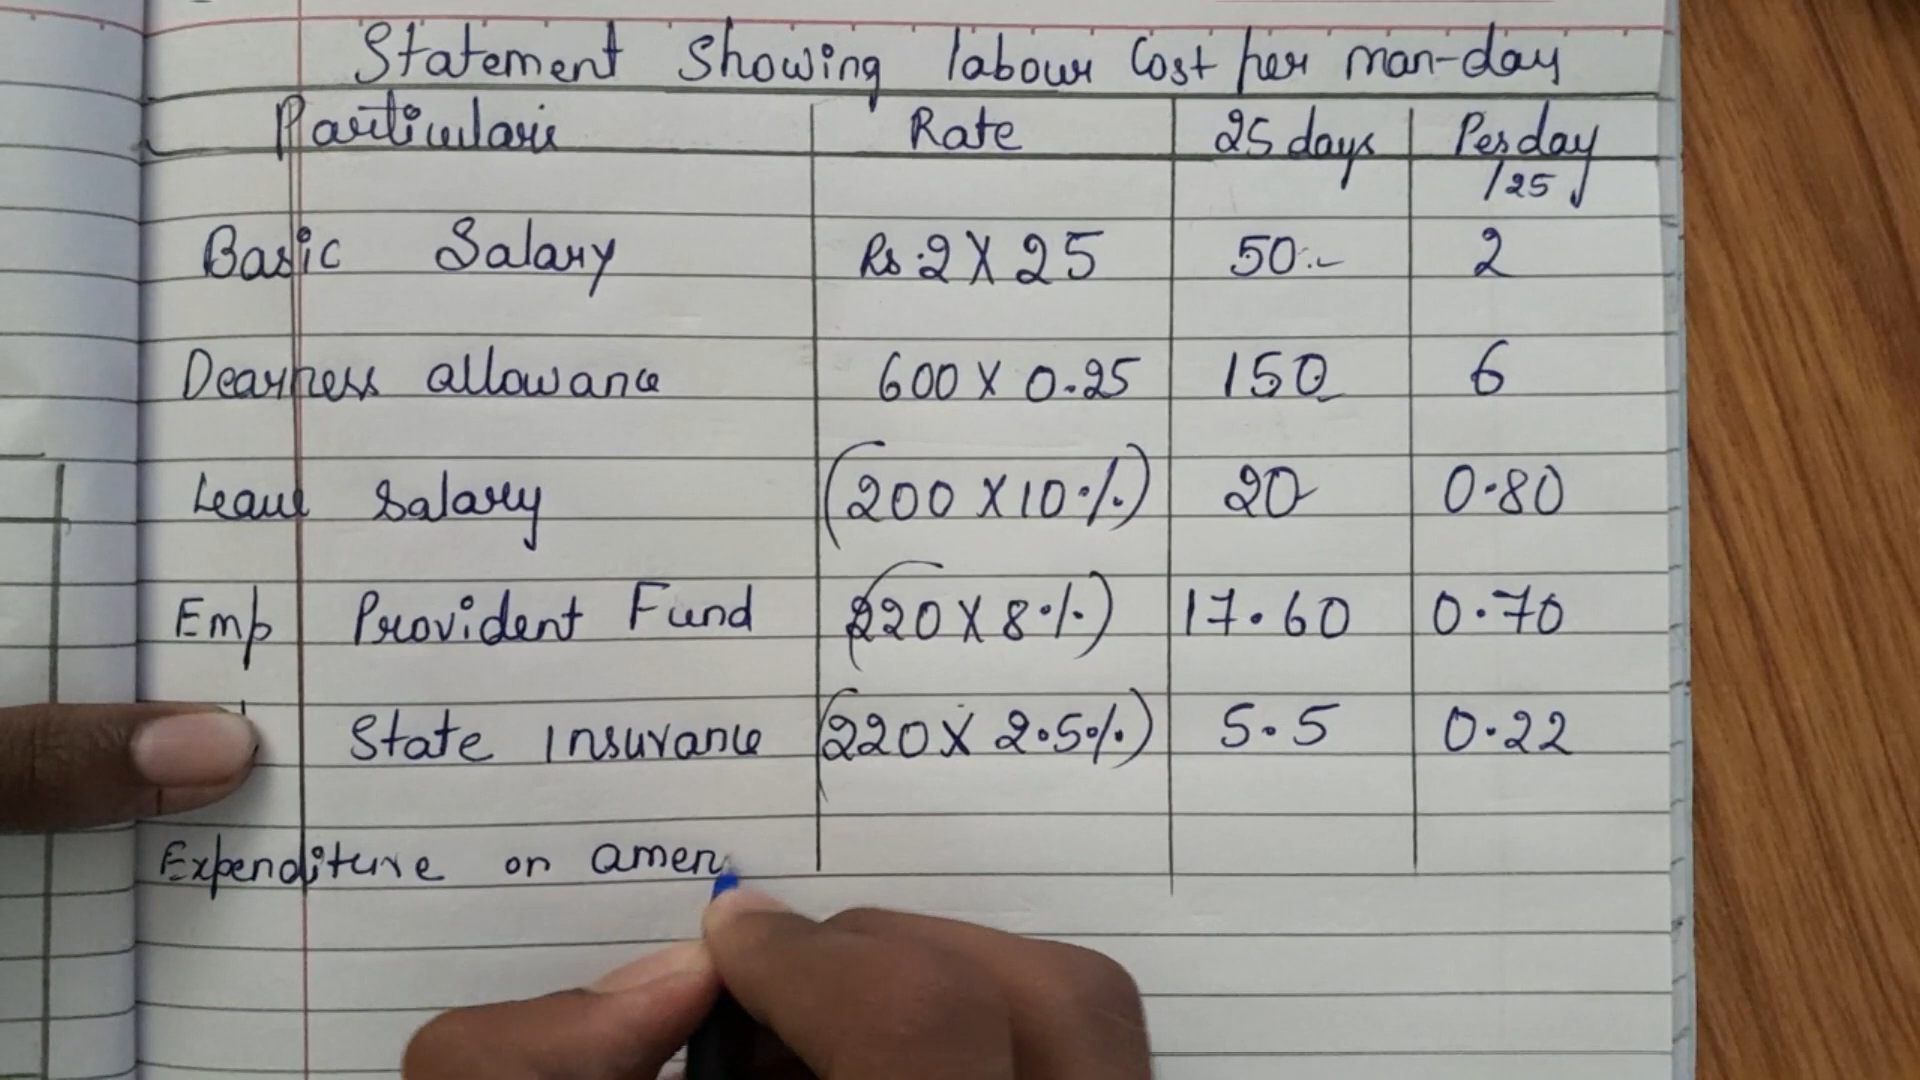 Statement Showing labour Cost per man-day
Particulars Rate 25 days Per day
/25
Basic Salary Rs.2 X 25 50 2
Dearness allowance 600 X 0.25 150 6
Leave Salary (200 X 10%) 20 0.80
Emp Provident Fund (220 X 8%) 17.60 0.70
State insurance (220 X 2.5%) 5.5 0.22
Expenditure on amen